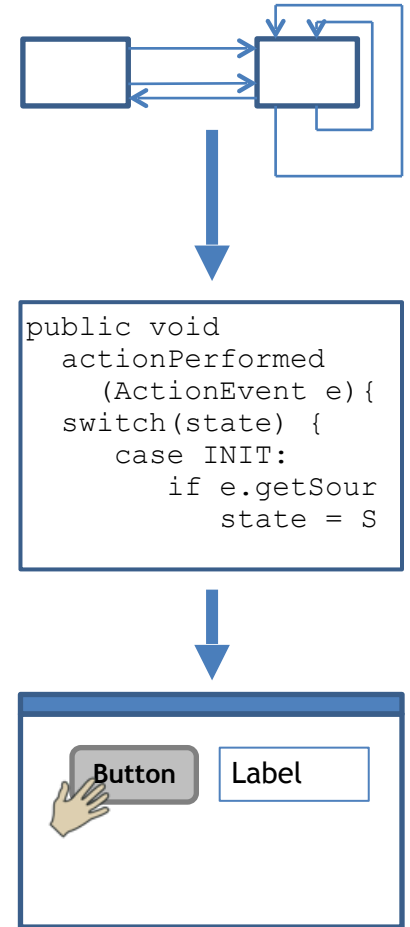 public void
actionPerformed
(ActionEvent e){
switch(state) {
case INIT:
if e.getSour
state = S
Button
Label